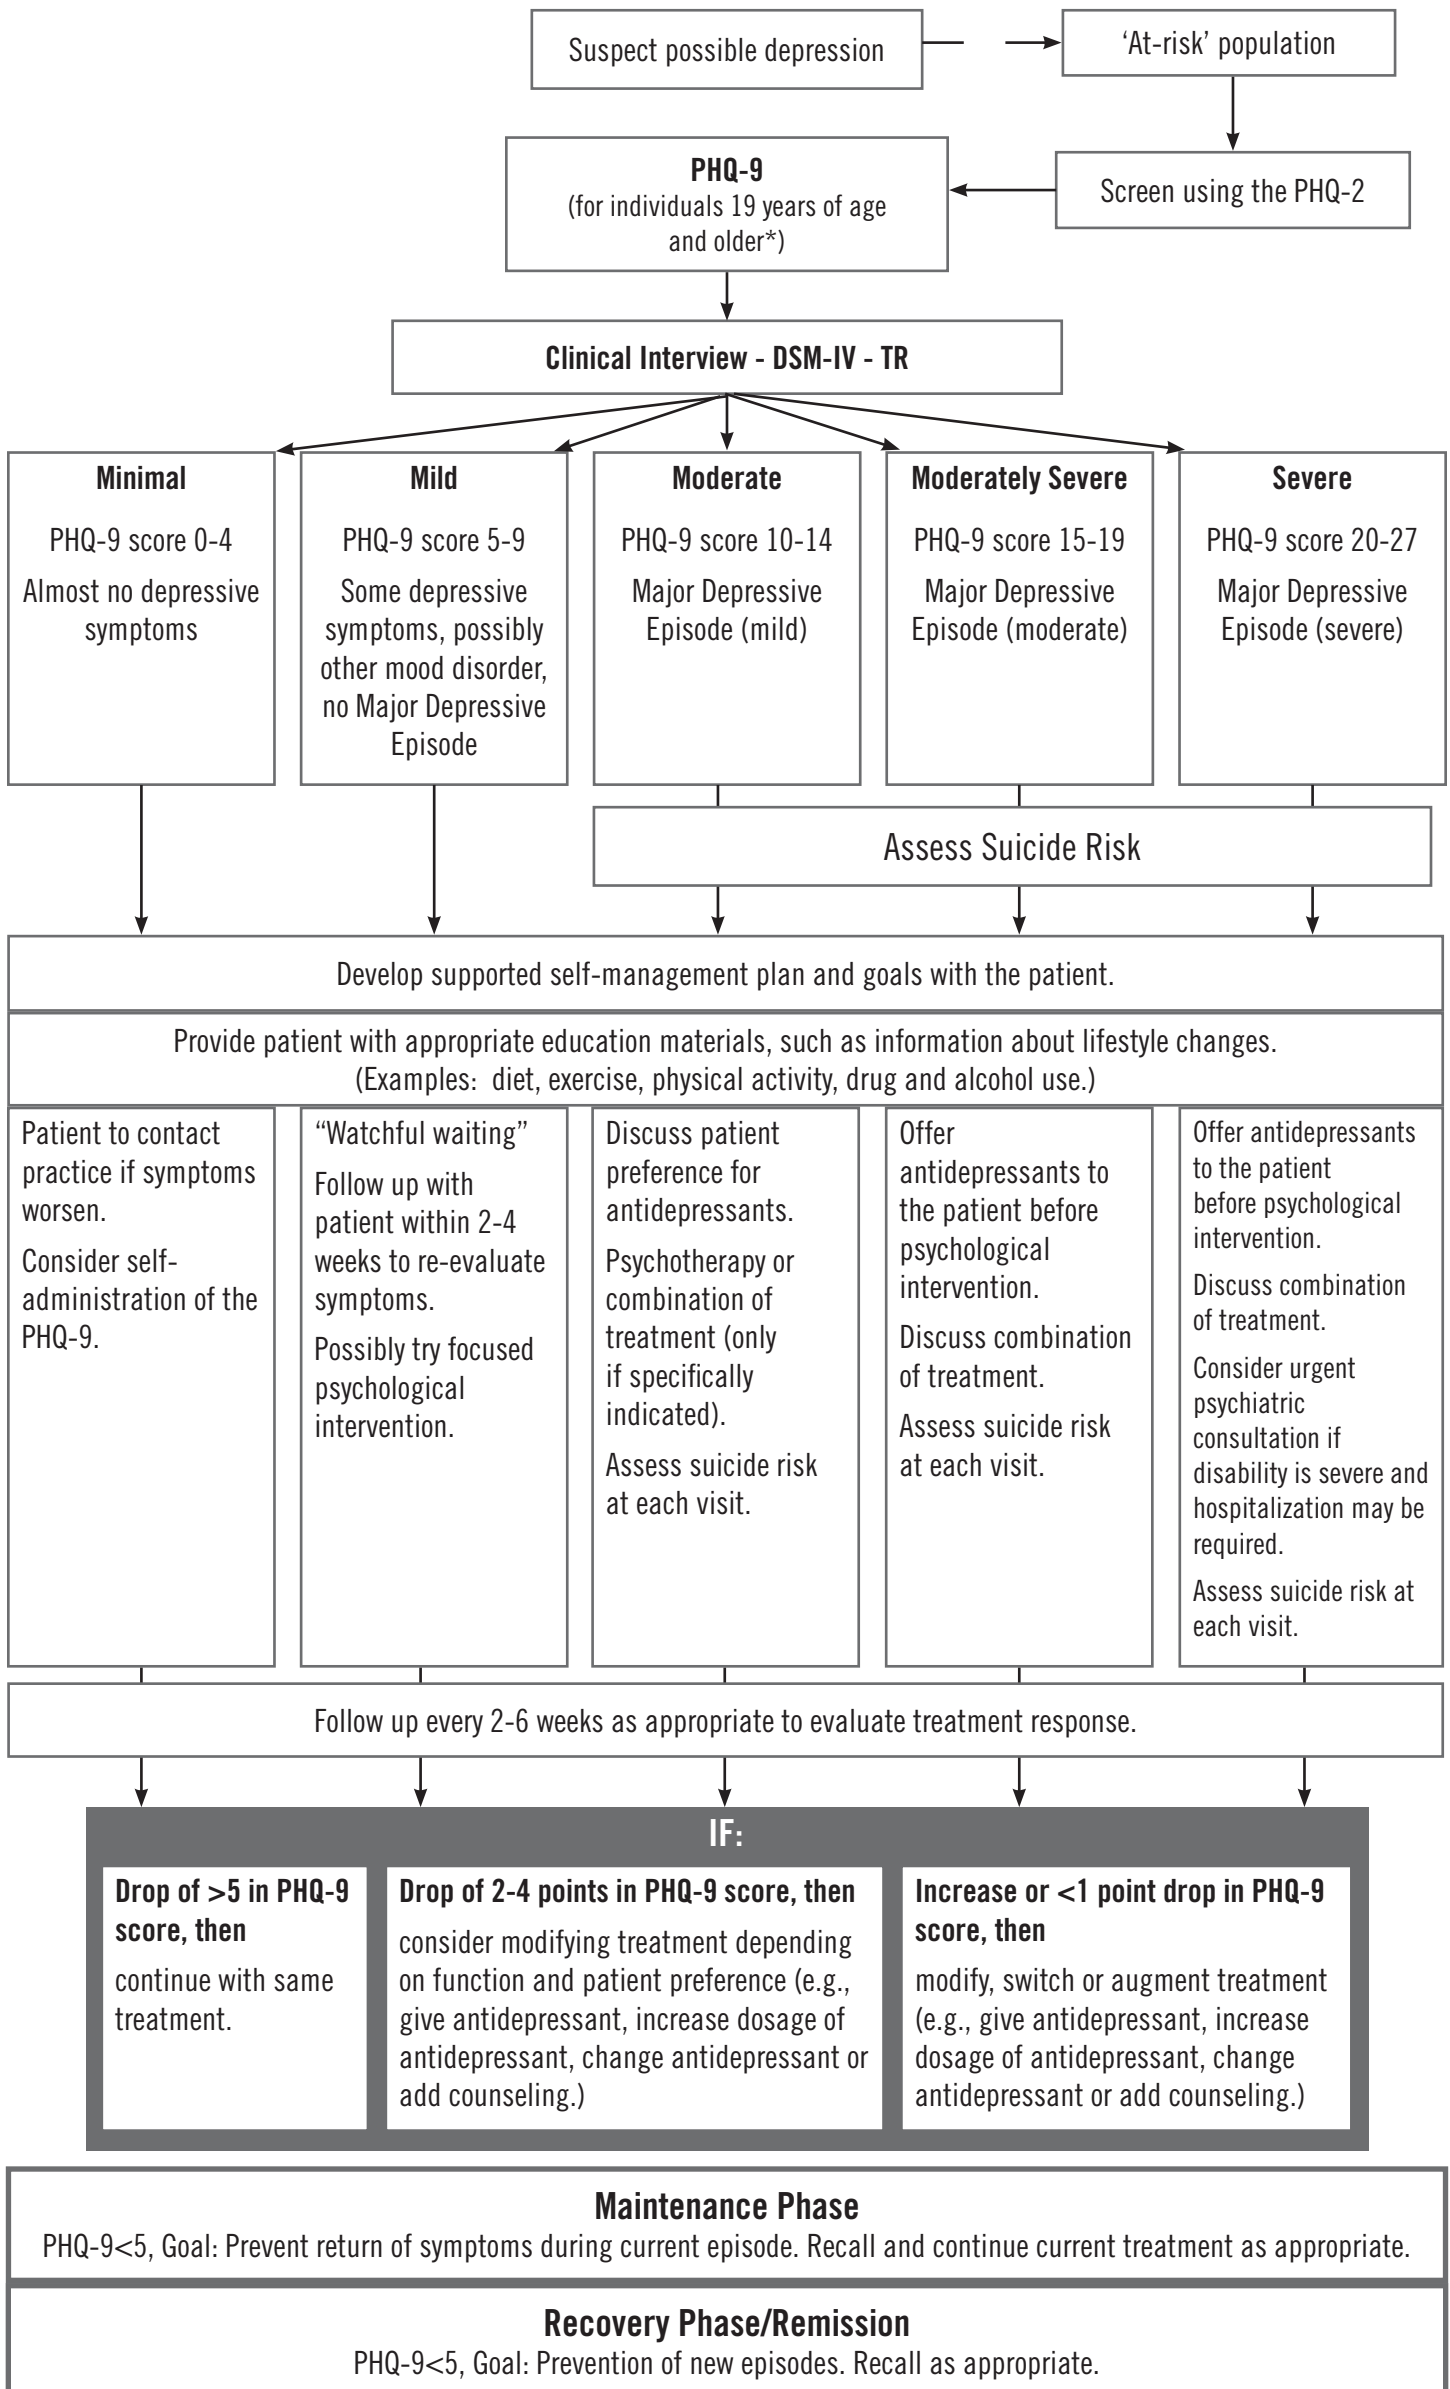 Suspect possible depression
‘At-risk’ population
Screen using the PHQ-2
PHQ-9
(for individuals 19 years of age
and older*)
Clinical Interview - DSM-IV - TR
Minimal
PHQ-9 score 0-4
Almost no depressive
symptoms
Mild
PHQ-9 score 5-9
Some depressive
symptoms, possibly
other mood disorder,
no Major Depressive
Episode
Moderate
PHQ-9 score 10-14
Major Depressive
Episode (mild)
Moderately Severe
PHQ-9 score 15-19
Major Depressive
Episode (moderate)
Severe
PHQ-9 score 20-27
Major Depressive
Episode (severe)
Assess Suicide Risk
Develop supported self-management plan and goals with the patient.
Provide patient with appropriate education materials, such as information about lifestyle changes.
(Examples:  diet, exercise, physical activity, drug and alcohol use.)
Patient to contact
practice if symptoms
worsen.
Consider self-
administration of the
PHQ-9.
“Watchful waiting”
Follow up with
patient within 2-4
weeks to re-evaluate
symptoms.
Possibly try focused
psychological
intervention.
Discuss patient
preference for
antidepressants.
Psychotherapy or
combination of
treatment (only
if specifically
indicated).
Assess suicide risk
at each visit.
Offer
antidepressants to
the patient before
psychological
intervention.
Discuss combination
of treatment.
Assess suicide risk
at each visit.
Offer antidepressants
to the patient
before psychological
intervention.
Discuss combination
of treatment.
Consider urgent
psychiatric
consultation if
disability is severe and
hospitalization may be
required.
Assess suicide risk at
each visit.
Follow up every 2-6 weeks as appropriate to evaluate treatment response.
IF:
Drop of >5 in PHQ-9
score, then
continue with same
treatment.
Drop of 2-4 points in PHQ-9 score, then
consider modifying treatment depending
on function and patient preference (e.g.,
give antidepressant, increase dosage of
antidepressant, change antidepressant or
add counseling.)
Increase or <1 point drop in PHQ-9
score, then
modify, switch or augment treatment
(e.g., give antidepressant, increase
dosage of antidepressant, change
antidepressant or add counseling.)
Maintenance Phase
PHQ-9<5, Goal: Prevent return of symptoms during current episode. Recall and continue current treatment as appropriate.
Recovery Phase/Remission
PHQ-9<5, Goal: Prevention of new episodes. Recall as appropriate.